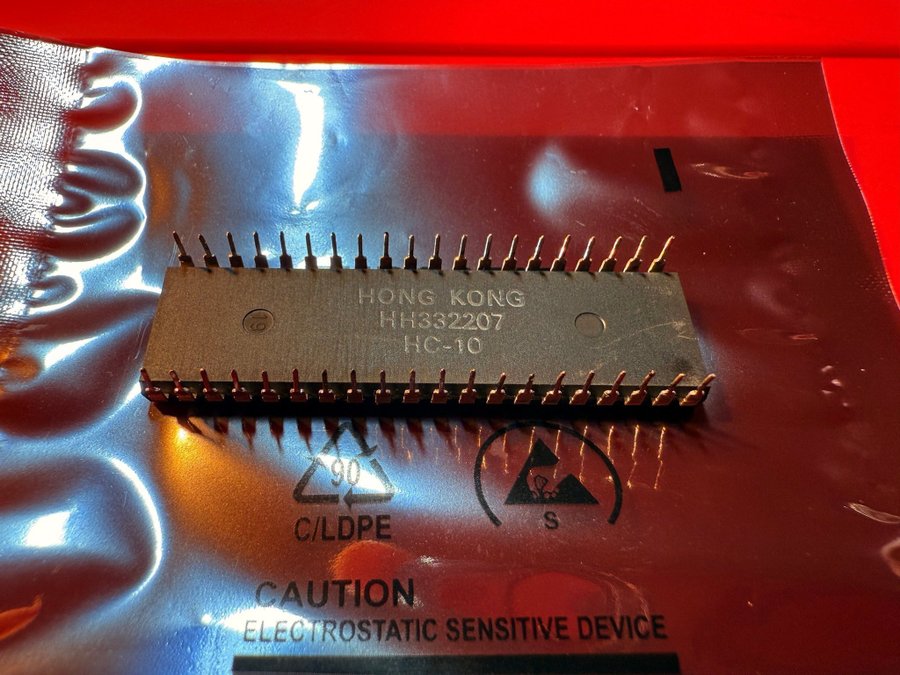 HONG KONG
HH332207
HC-10
19
90
C/LDPE
S
CAUTION
ELECTROSTATIC SENSITIVE DEVICE